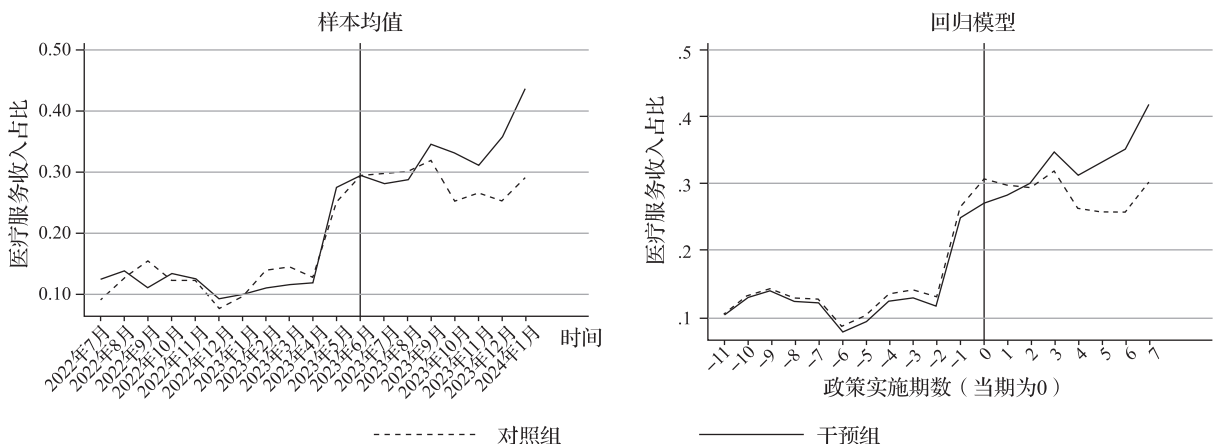 样本均值
0.50
0.40
0.30
0.20
0.10
医疗服务收入占比
2022年7月
2022年8月
2022年9月
2022年10月
2022年11月
2022年12月
2023年1月
2023年2月
2023年3月
2023年4月
2023年5月
2023年6月
2023年7月
2023年8月
2023年9月
2023年10月
2023年11月
2023年12月
2024年1月
时间
回归模型
.5
.4
.3
.2
.1
医疗服务收入占比
-11
-10
-9
-8
-7
-6
-5
-4
-3
-2
-1
0
1
2
3
4
5
6
7
政策实施期数（当期为0）
对照组
干预组